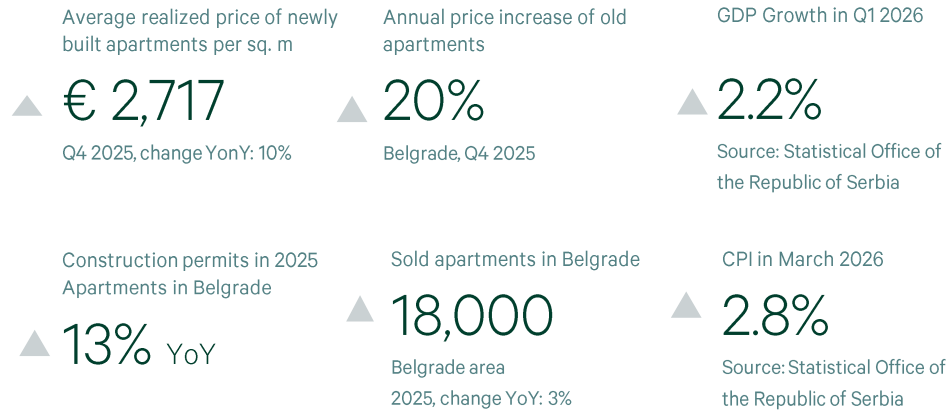 Average realized price of newly
built apartments per sq. m
€ 2,717
Q4 2025, change YonY: 10%
Annual price increase of old
apartments
20%
Belgrade, Q4 2025
GDP Growth in Q1 2026
2.2%
Source: Statistical Office of
the Republic of Serbia
Construction permits in 2025
Apartments in Belgrade
13% YoY
Sold apartments in Belgrade
18,000
Belgrade area
2025, change YoY: 3%
CPI in March 2026
2.8%
Source: Statistical Office of
the Republic of Serbia